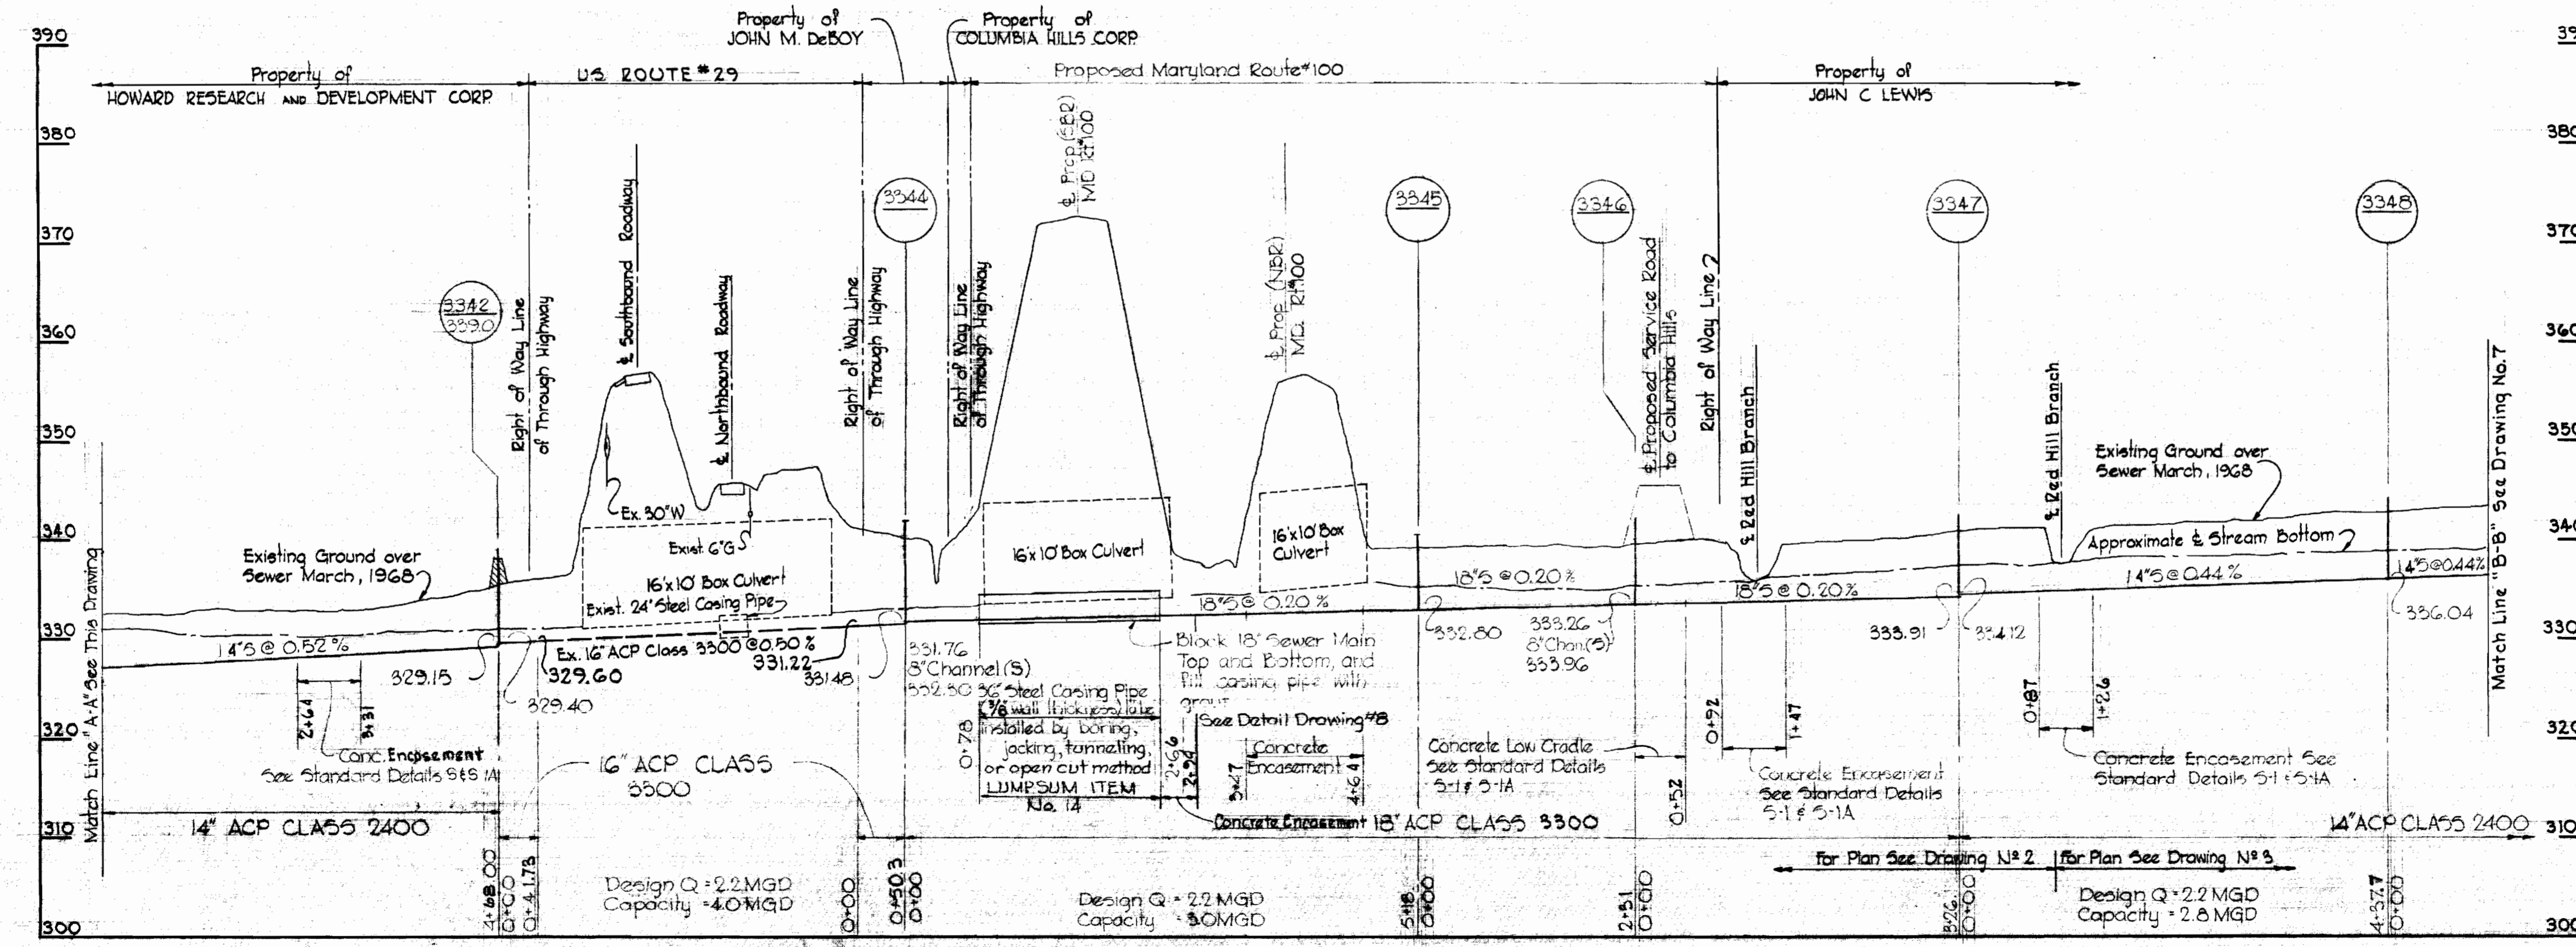 Property of
JOHN M. DeBOY
Property of
COLUMBIA HILLS CORP.
390
Property of
HOWARD RESEARCH AND DEVELOPMENT CORP.
US ROUTE #29
Proposed Maryland Route #100
Property of
JOHN C LEWIS
380
370
360
350
340
330
320
310
300
380
370
360
350
340
330
320
310
300
3342
339.0
3344
3345
3346
3347
3348
Right of Way Line
of Through Highway
℄ Southbound Roadway
℄ Northbound Roadway
Right of Way Line
of Through Highway
Right of Way Line
of Through Highway
℄ Prop (SBR)
MD Rt#100
℄ Prop (NBR)
MD. Rt#100
℄ Proposed Service Road
to Columbia Hills
Right of Way Line
℄ Red Hill Branch
℄ Red Hill Branch
Match Line "A-A" See This Drawing
Match Line "B-B" See Drawing No. 7
Existing Ground over
Sewer March, 1968
Ex. 30"W
Exist. 6"G
16'x10' Box Culvert
Exist. 24" Steel Casing Pipe
16'x10' Box Culvert
16'x10' Box
Culvert
Existing Ground over
Sewer March, 1968
Approximate ℄ Stream Bottom
14"S @ 0.52%
Ex. 16" ACP Class 3300 @ 0.50%
18"S @ 0.20%
18"S @ 0.20%
18"S @ 0.20%
14"S @ 0.44%
14"S @ 0.44%
329.15
329.40
329.60
331.22
331.48
331.76
8" Channel (S)
332.30
332.80
333.26
8" Chan.(S)
333.96
333.91
334.12
336.04
2+64
3+31
Conc. Encasement
See Standard Details S&S 1A
16" ACP CLASS
3300
36" Steel Casing Pipe
(3/8" wall thickness) to be
installed by boring,
jacking, tunneling,
or open cut method
LUMPSUM ITEM
No. 14
0+78
Block 18" Sewer Main
Top and Bottom, and
fill casing pipe with
grout
See Detail Drawing #8
2+66
2+94
Concrete
Encasement
3+47
4+64
Concrete Encasement
Concrete Low Cradle
See Standard Details
S-1 & S-1A
0+52
0+92
1+47
Concrete Encasement
See Standard Details
S-1 & S-1A
0+87
1+26
Concrete Encasement See
Standard Details S-1 & S-1A
14" ACP CLASS 2400
18" ACP CLASS 3300
14" ACP CLASS 2400
For Plan See Drawing No 2
For Plan See Drawing No 3
4+68.00
0+00
0+41.73
Design Q = 2.2 MGD
Capacity = 4.0 MGD
0+00
0+50.3
0+00
Design Q = 2.2 MGD
Capacity = 3.0 MGD
5+18
0+00
2+31
0+00
3+26
0+00
Design Q = 2.2 MGD
Capacity = 2.8 MGD
4+37.7
0+00